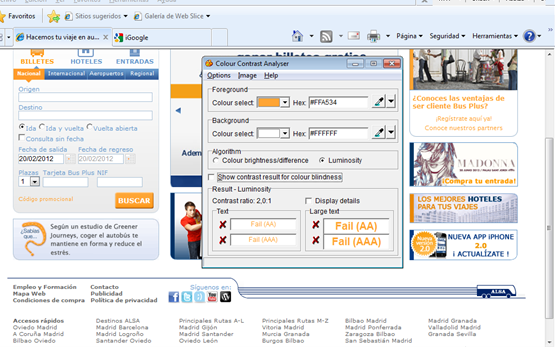 Favoritos
Sitios sugeridos
Galería de Web Slice
Hacemos tu viaje en au
iGoogle
Página
Seguridad
Herramientas
BILLETES
HOTELES
ENTRADAS
Nacional
Internacional
Aeropuertos
Regional
Origen
Destino
Ida
Ida y vuelta
Vuelta abierta
Consulta sin fecha
Fecha de salida
Fecha de regreso
20/02/2012
20/02/2012
Plazas
Tarjeta Bus Plus
NIF
1
Código promocional
BUSCAR
¿Sabías que...
Según un estudio de Greener
Journey, coger el autobús te
mantiene en forma y reduce el
estrés.
Adem
Colour Contrast Analyser
Options
Image
Help
Foreground
Colour select:
Hex: #FFA534
Background
Colour select:
Hex: #FFFFFF
Algorithm
Colour brightness/difference
Luminosity
Show contrast result for colour blindness
Result - Luminosity
Contrast ratio: 2,0:1
Display details
Text
Fail (AA)
Fail (AAA)
Large text
Fail (AA)
Fail (AAA)
¿Conoces las ventajas de
ser cliente Bus Plus?
¡Regístrate aquí ya!
Conoce nuestros partners
MADONNA
¡Compra tu entrada!
LOS MEJORES HOTELES
PARA TUS VIAJES
Nueva
versión
2.0
NUEVA APP iPHONE
2.0
¡ ACTUALÍZATE !
Empleo y Formación
Contacto
Mapa Web
Publicidad
Condiciones de compra
Política de privacidad
Síguenos en:
ALSA
Accesos rápidos
Destinos ALSA
Principales Rutas A-L
Principales Rutas M-Z
Bilbao Madrid
Madrid Granada
Oviedo Madrid
Madrid Barcelona
Madrid Gijón
Vitoria Madrid
Madrid Ponferrada
Valladolid Madrid
A Coruña Madrid
Madrid Oviedo
Madrid Santander
Murcia Granada
Zaragoza Bilbao
Granada Sevilla
Bilbao Oviedo
Logroño Santander
Oviedo León
Burgos Bilbao
San Sebastián Madrid